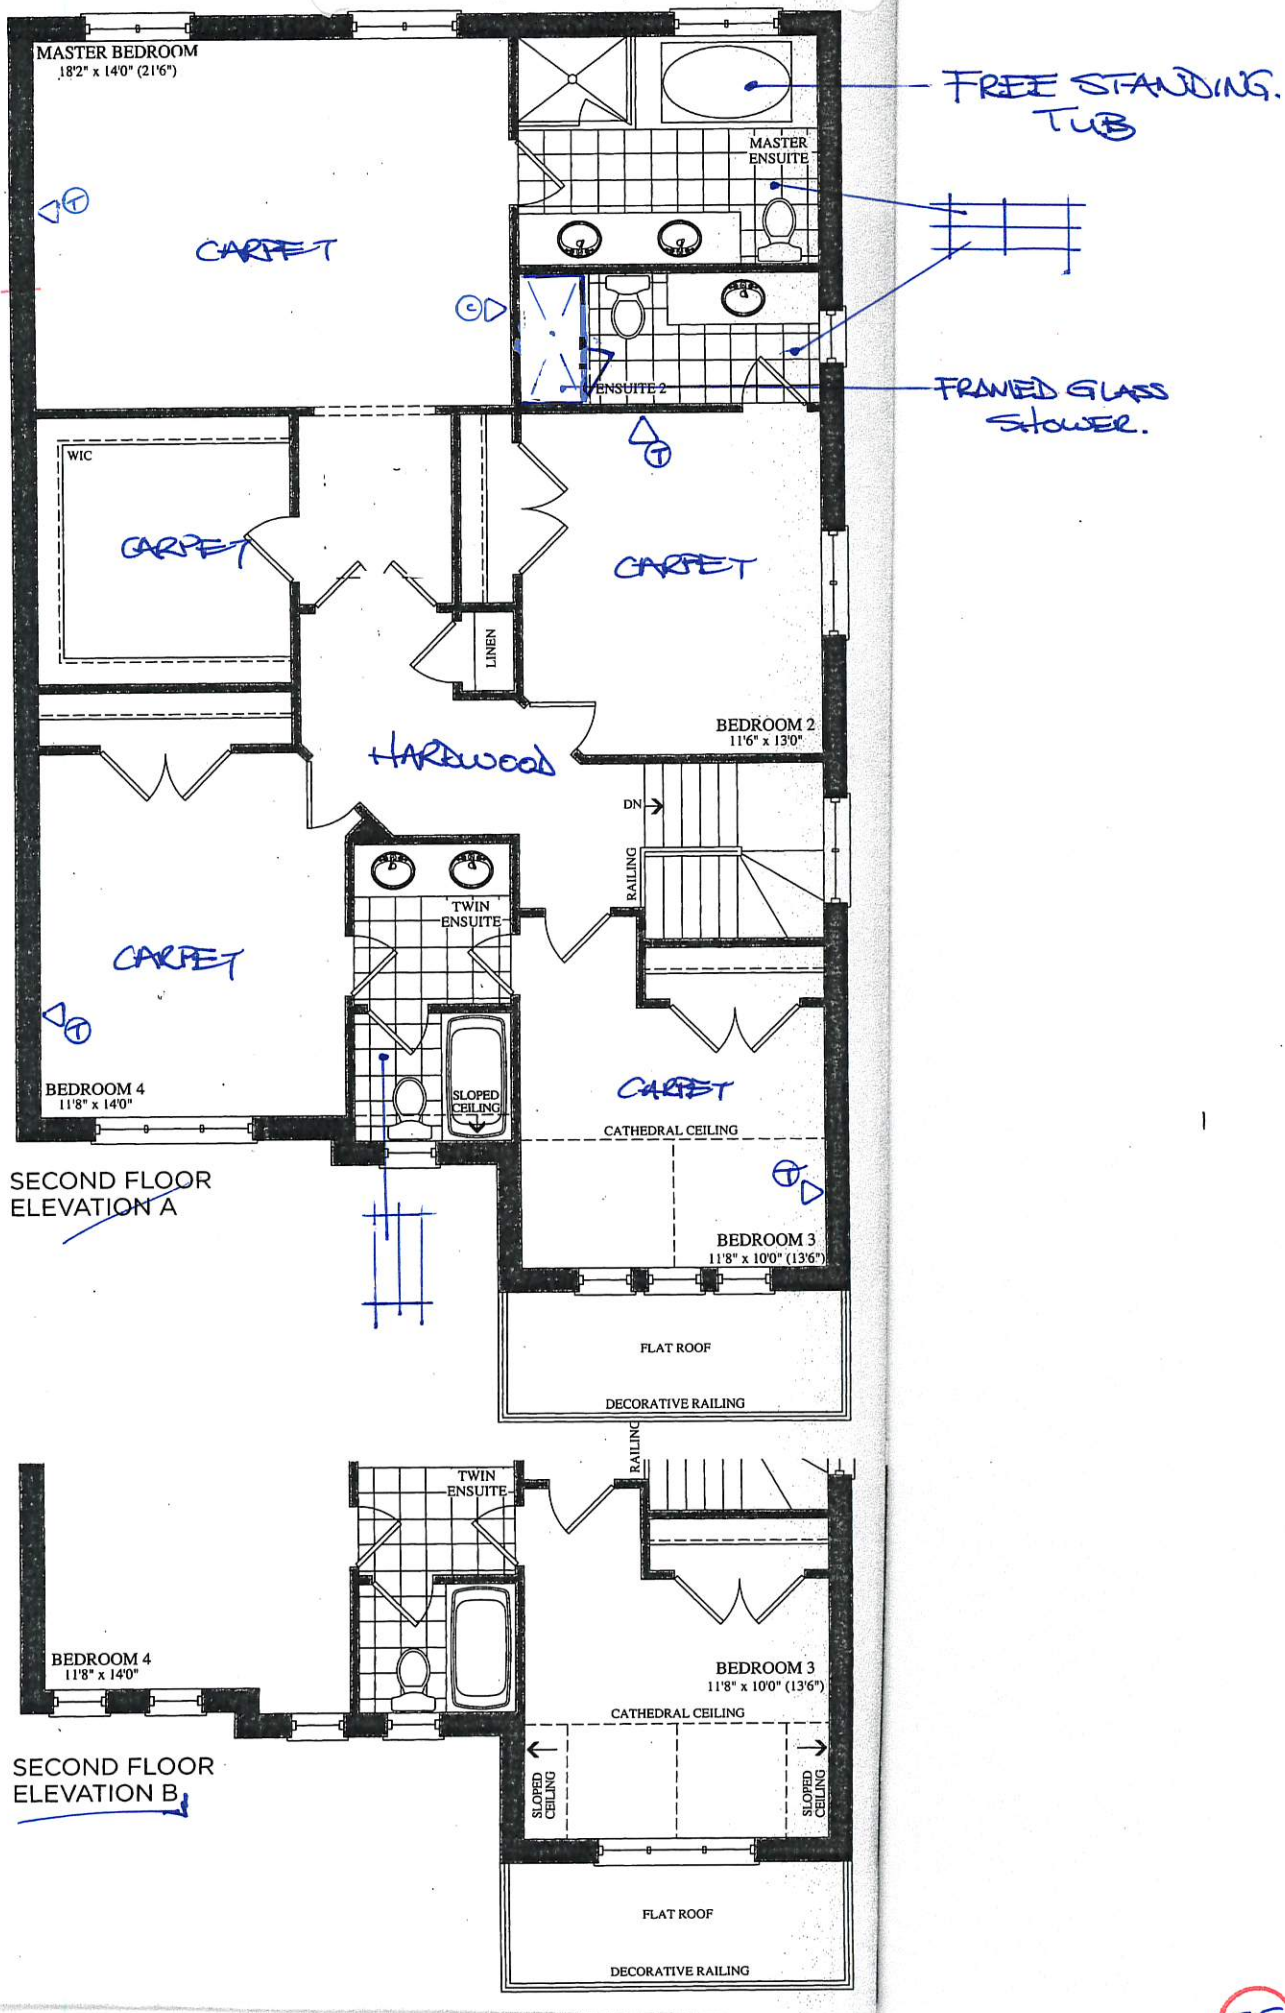 MASTER BEDROOM
18'2" x 14'0" (21'6")
FREE STANDING.
TUB
MASTER
ENSUITE
T
CARPET
C
ENSUITE 2
FRAMED GLASS
SHOWER.
T
WIC
CARPET
CARPET
LINEN
BEDROOM 2
11'6" x 13'0"
HARDWOOD
DN
RAILING
TWIN
ENSUITE
CARPET
T
BEDROOM 4
11'8" x 14'0"
SLOPED
CEILING
CARPET
CATHEDRAL CEILING
T
BEDROOM 3
11'8" x 10'0" (13'6")
SECOND FLOOR
ELEVATION A
FLAT ROOF
DECORATIVE RAILING
RAILING
TWIN
ENSUITE
BEDROOM 4
11'8" x 14'0"
BEDROOM 3
11'8" x 10'0" (13'6")
CATHEDRAL CEILING
SLOPED
CEILING
SLOPED
CEILING
SECOND FLOOR
ELEVATION B
FLAT ROOF
DECORATIVE RAILING